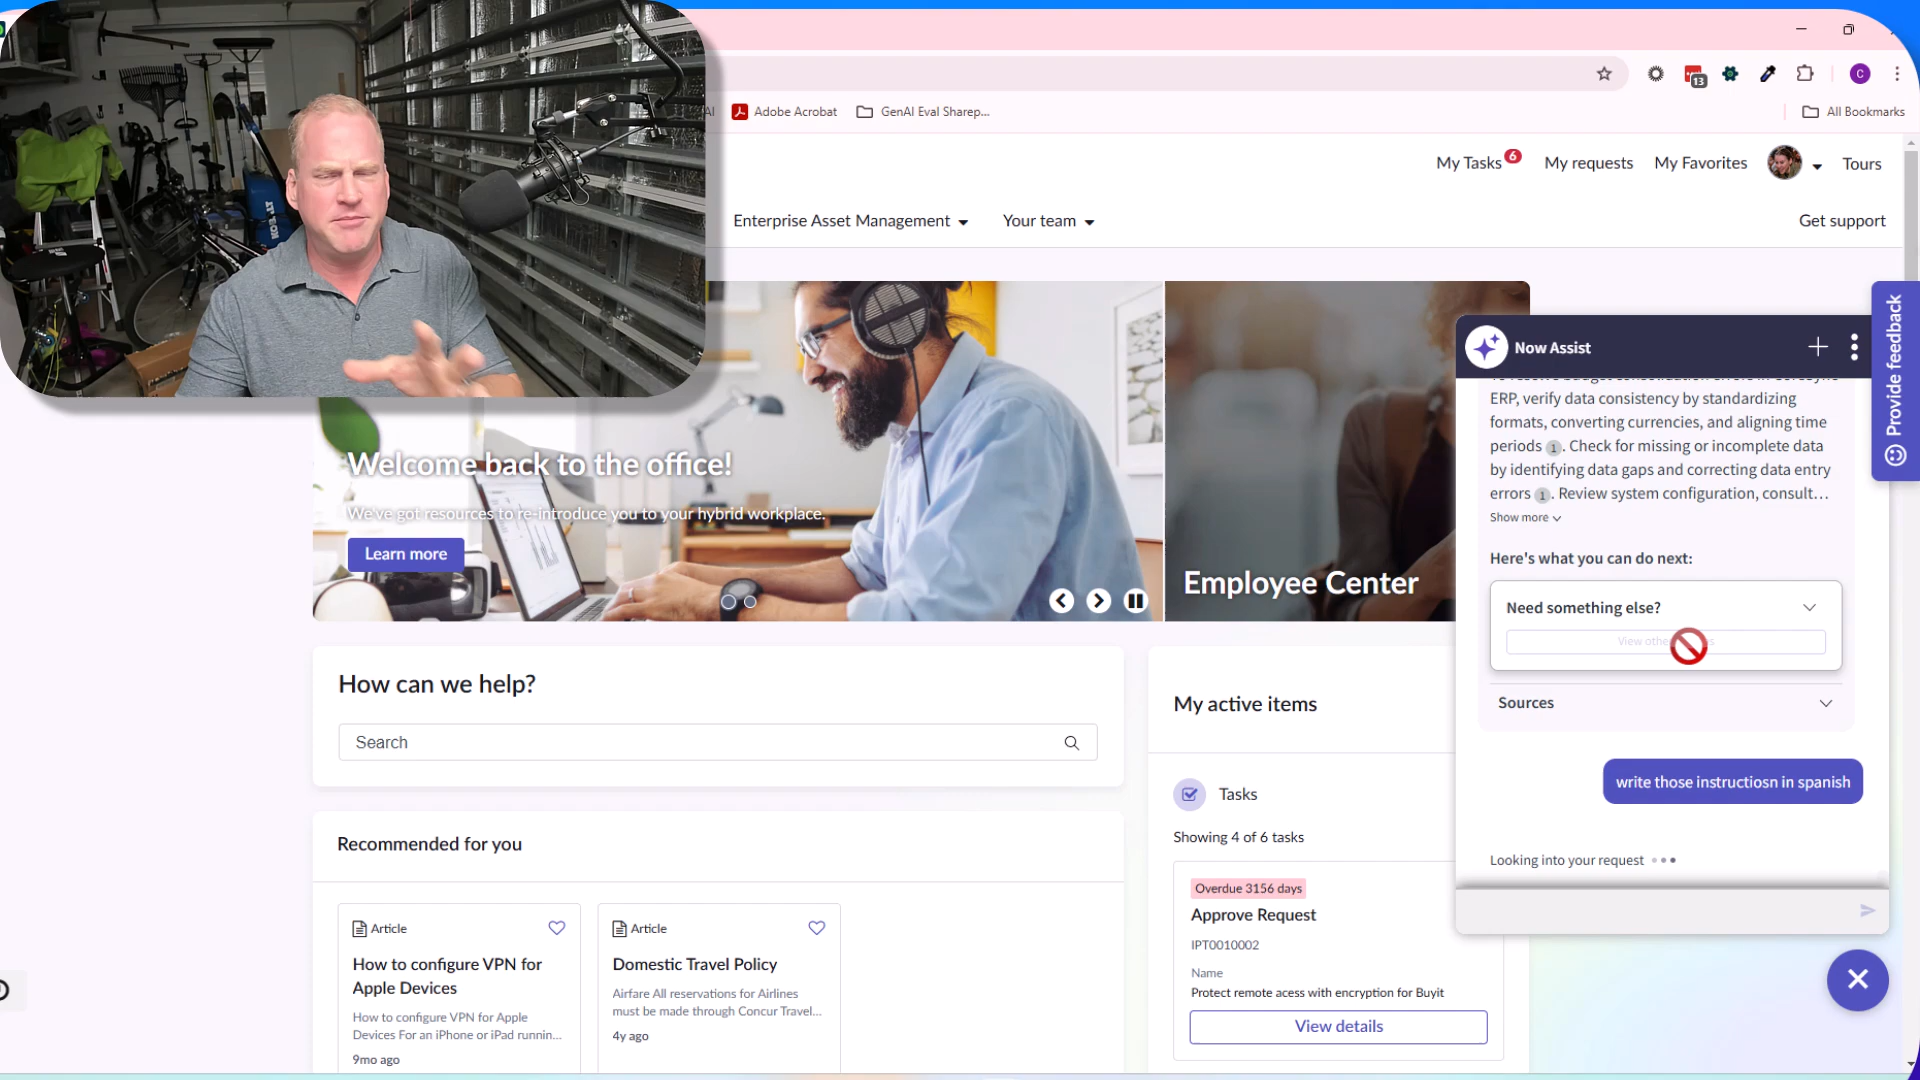 13
C
AI
Adobe Acrobat
GenAI Eval Sharep...
All Bookmarks
My Tasks 6
My requests
My Favorites
Tours
Enterprise Asset Management
Your team
Get support
Welcome back to the office!
We've got resources to re-introduce you to your hybrid workplace.
Learn more
Employee Center
Provide feedback
Now Assist
ERP, verify data consistency by standardizing
formats, converting currencies, and aligning time
periods 1 . Check for missing or incomplete data
by identifying data gaps and correcting data entry
errors 1 . Review system configuration, consult...
Show more
Here's what you can do next:
Need something else?
View othe
Sources
write those instructiosn in spanish
Looking into your request
How can we help?
Search
My active items
Tasks
Showing 4 of 6 tasks
Overdue 3156 days
Approve Request
IPT0010002
Name
Protect remote acess with encryption for Buyit
View details
Recommended for you
Article
How to configure VPN for
Apple Devices
How to configure VPN for Apple
Devices For an iPhone or iPad runnin...
9mo ago
Article
Domestic Travel Policy
Airfare All reservations for Airlines
must be made through Concur Travel...
4y ago